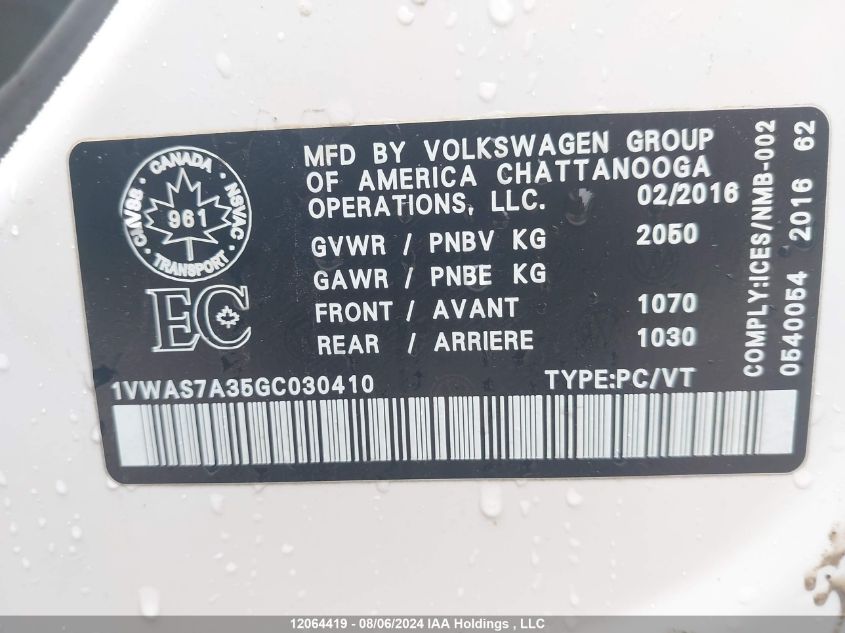 CANADA
CMVSS
NSVAC
961
TRANSPORT
EC
MFD BY VOLKSWAGEN GROUP
OF AMERICA CHATTANOOGA
OPERATIONS, LLC. 02/2016
GVWR / PNBV KG 2050
GAWR / PNBE KG
FRONT / AVANT 1070
REAR / ARRIERE 1030
1VWAS7A35GC030410 TYPE:PC/VT
COMPLY:ICES/NMB-002
0540054 2016 62
12064419 - 08/06/2024 IAA Holdings , LLC